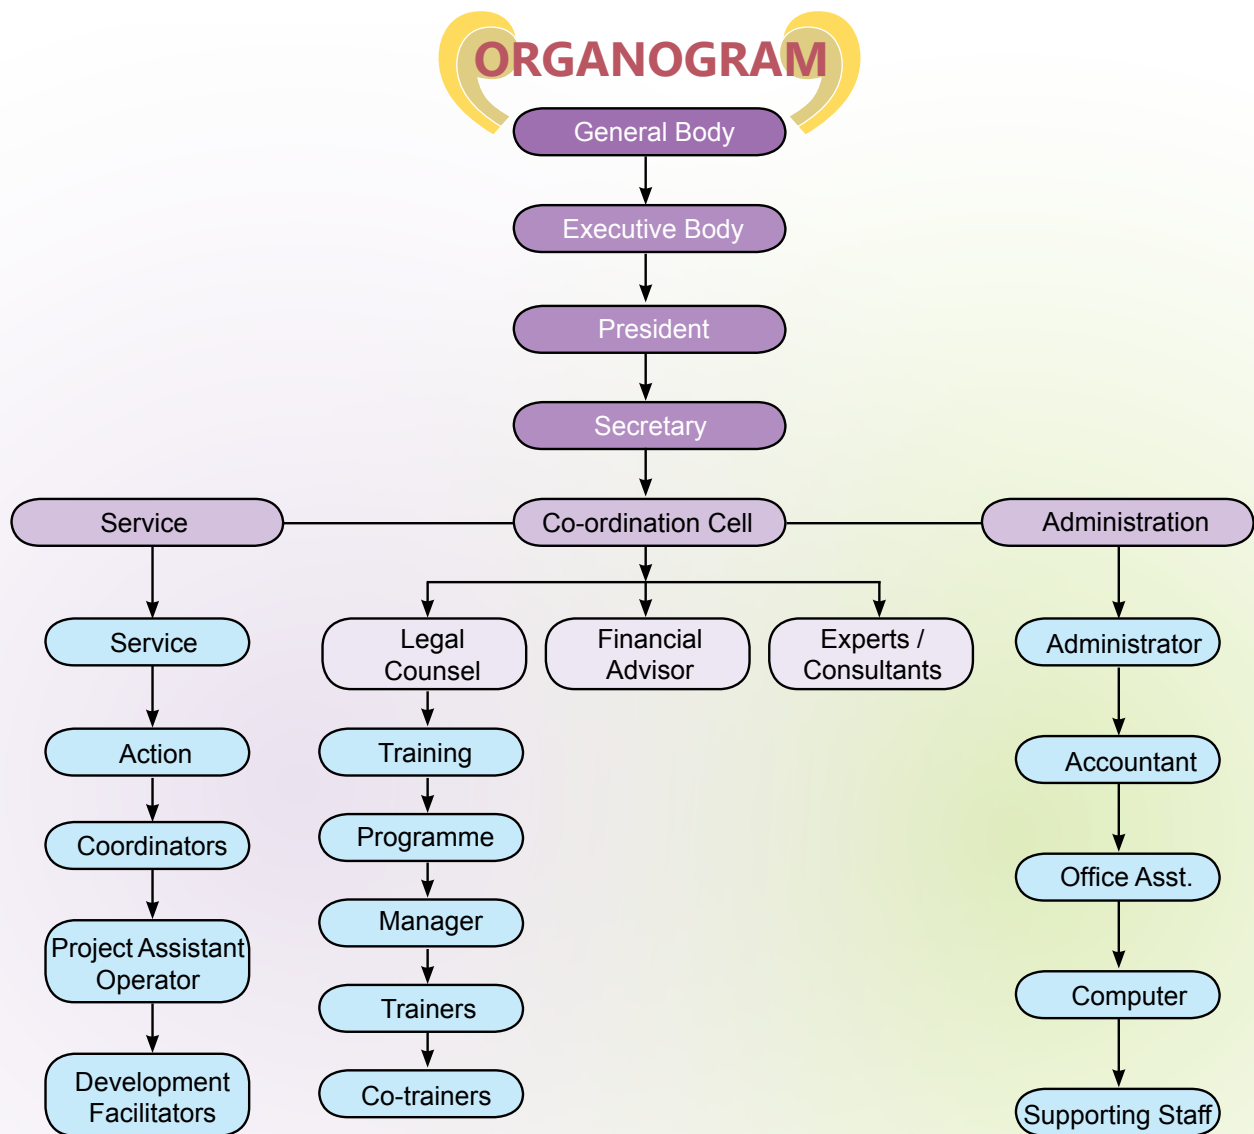 ORGANOGRAM
General Body
Executive Body
President
Secretary
Service
Co-ordination Cell
Administration
Service
Action
Coordinators
Project Assistant
Operator
Development
Facilitators
Legal
Counsel
Training
Programme
Manager
Trainers
Co-trainers
Financial
Advisor
Experts /
Consultants
Administrator
Accountant
Office Asst.
Computer
Supporting Staff